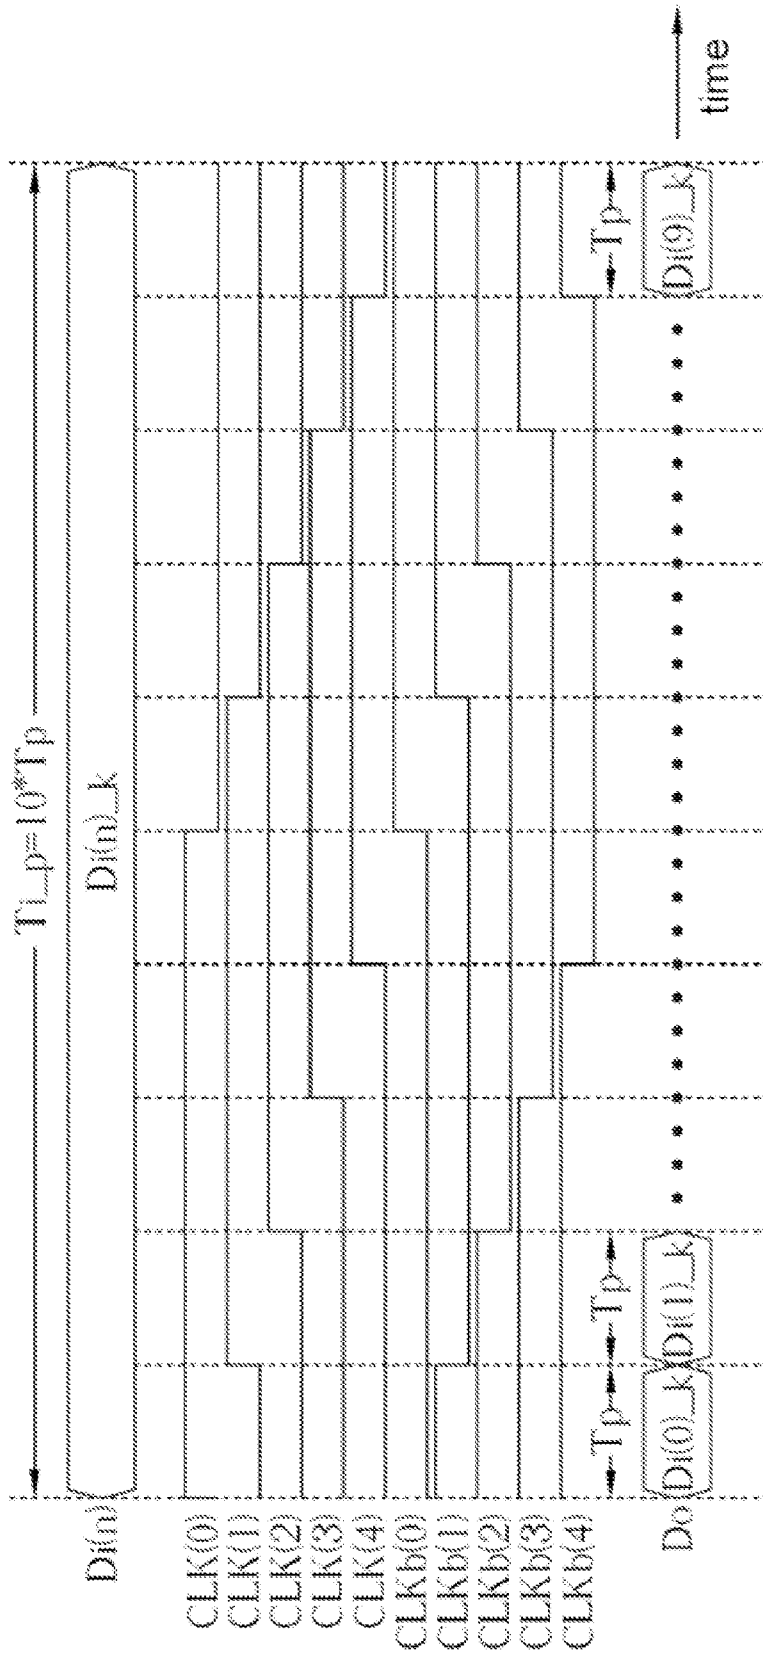 Ti_p=10*Tp
Di(n)
Di(n)_k
CLK(0)
CLK(1)
CLK(2)
CLK(3)
CLK(4)
CLKb(0)
CLKb(1)
CLKb(2)
CLKb(3)
CLKb(4)
Tp
Tp
Tp
Do
Di(0)_k
Di(1)_k
Di(9)_k
time